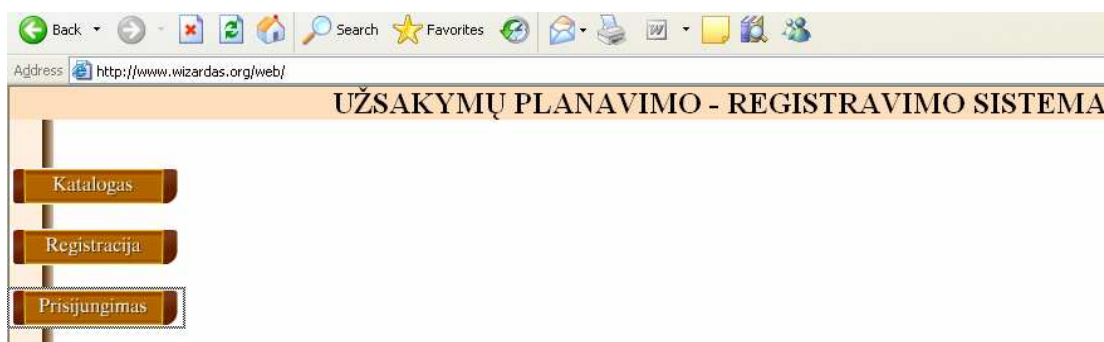 Back Search Favorites
Address http://www.wizardas.org/web/
UŽSAKYMŲ PLANAVIMO - REGISTRAVIMO SISTEMA
Katalogas
Registracija
Prisijungimas